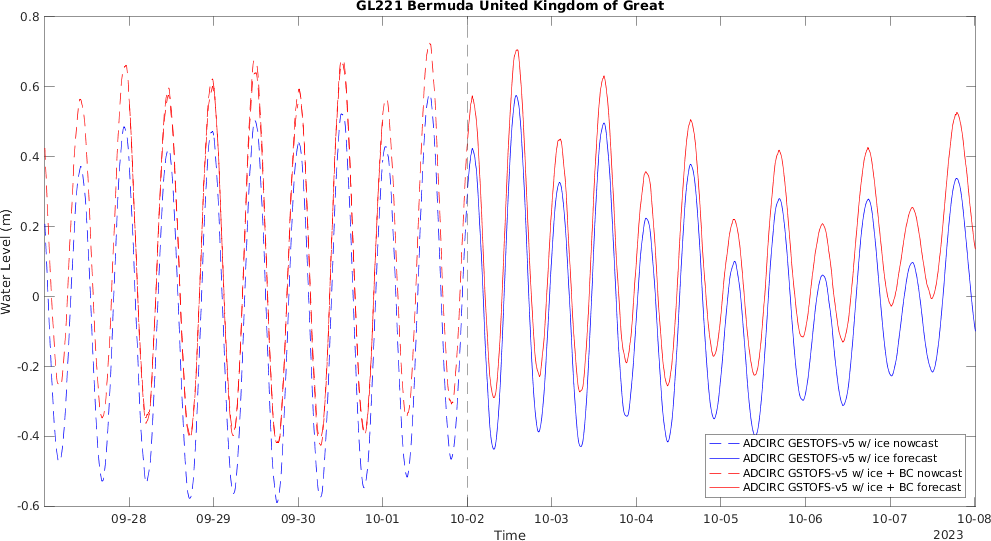 GL221 Bermuda United Kingdom of Great
0.8
0.6
0.4
0.2
0
-0.2
-0.4
-0.6
Water Level (m)
09-28 09-29 09-30 10-01 10-02 10-03 10-04 10-05 10-06 10-07 10-08
Time
2023
ADCIRC GESTOFS-v5 w/ ice nowcast
ADCIRC GESTOFS-v5 w/ ice forecast
ADCIRC GSTOFS-v5 w/ ice + BC nowcast
ADCIRC GSTOFS-v5 w/ ice + BC forecast